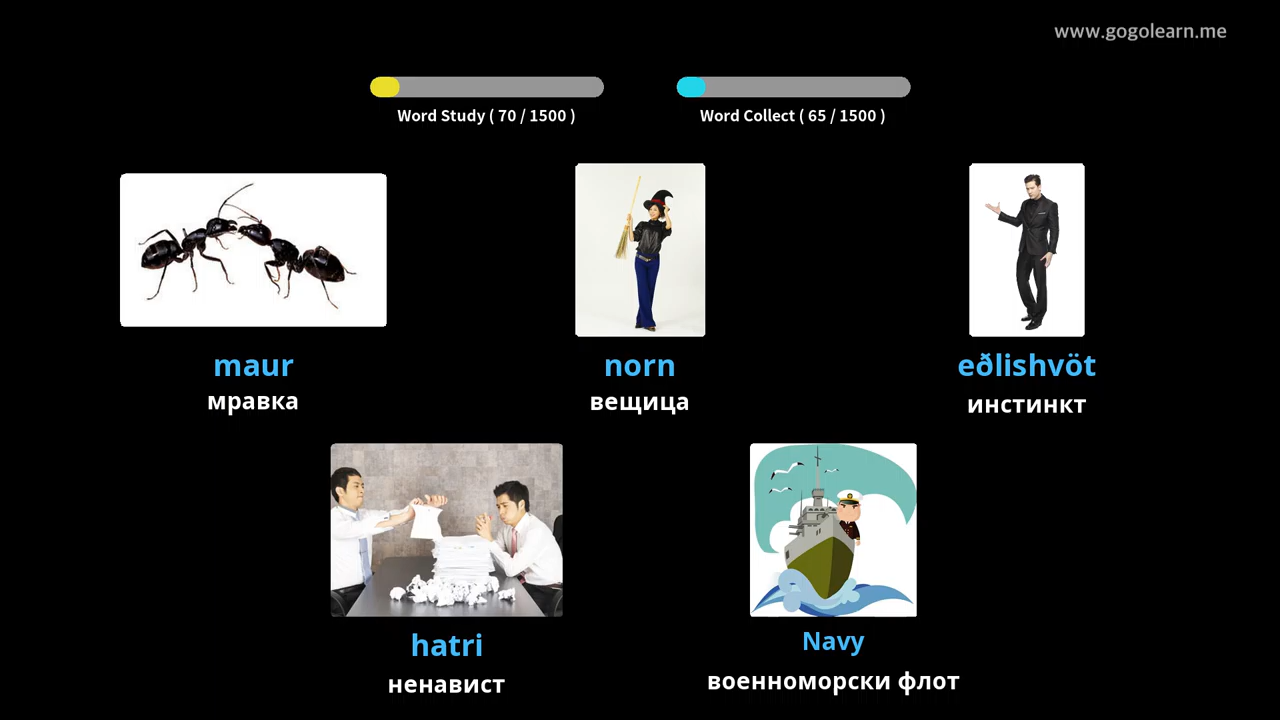 www.gogolearn.me
Word Study ( 70 / 1500 )
Word Collect ( 65 / 1500 )
maur
мравка
norn
вещица
eðlishvöt
инстинкт
hatri
ненавист
Navy
военноморски флот